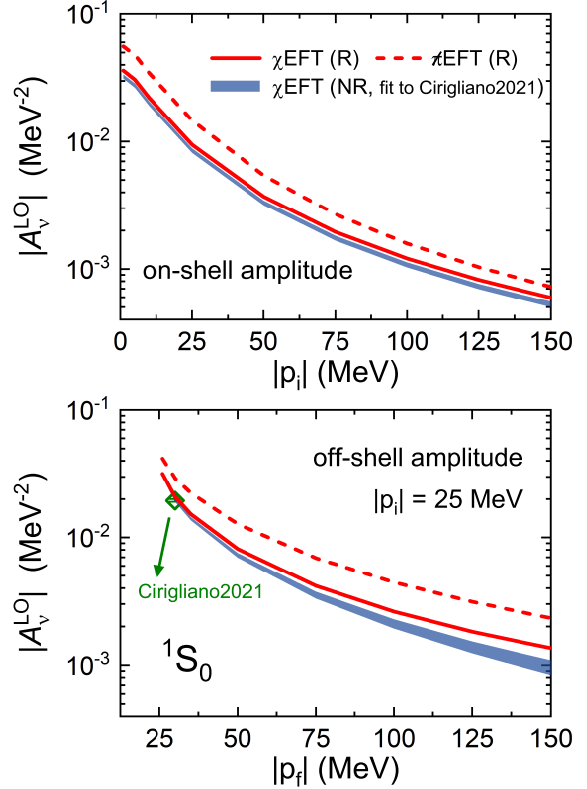 10⁻¹
10⁻²
10⁻³
|A_ν^LO| (MeV⁻²)
χEFT (R) π̸EFT (R)
χEFT (NR, fit to Cirigliano2021)
on-shell amplitude
0 25 50 75 100 125 150
|p_i| (MeV)
10⁻¹
10⁻²
10⁻³
|A_ν^LO| (MeV⁻²)
off-shell amplitude
|p_i| = 25 MeV
Cirigliano2021
¹S₀
25 50 75 100 125 150
|p_f| (MeV)